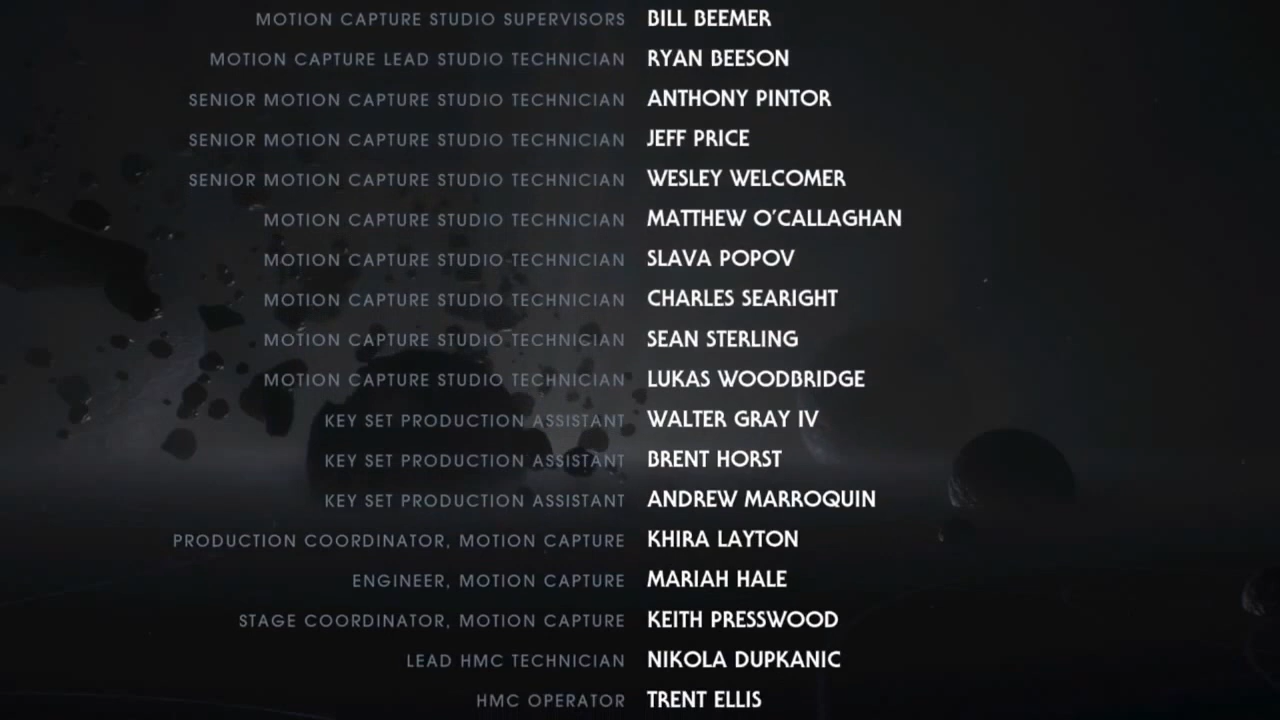 MOTION CAPTURE STUDIO SUPERVISORS BILL BEEMER
MOTION CAPTURE LEAD STUDIO TECHNICIAN RYAN BEESON
SENIOR MOTION CAPTURE STUDIO TECHNICIAN ANTHONY PINTOR
SENIOR MOTION CAPTURE STUDIO TECHNICIAN JEFF PRICE
SENIOR MOTION CAPTURE STUDIO TECHNICIAN WESLEY WELCOMER
MOTION CAPTURE STUDIO TECHNICIAN MATTHEW O'CALLAGHAN
MOTION CAPTURE STUDIO TECHNICIAN SLAVA POPOV
MOTION CAPTURE STUDIO TECHNICIAN CHARLES SEARIGHT
MOTION CAPTURE STUDIO TECHNICIAN SEAN STERLING
MOTION CAPTURE STUDIO TECHNICIAN LUKAS WOODBRIDGE
KEY SET PRODUCTION ASSISTANT WALTER GRAY IV
KEY SET PRODUCTION ASSISTANT BRENT HORST
KEY SET PRODUCTION ASSISTANT ANDREW MARROQUIN
PRODUCTION COORDINATOR, MOTION CAPTURE KHIRA LAYTON
ENGINEER, MOTION CAPTURE MARIAH HALE
STAGE COORDINATOR, MOTION CAPTURE KEITH PRESSWOOD
LEAD HMC TECHNICIAN NIKOLA DUPKANIC
HMC OPERATOR TRENT ELLIS